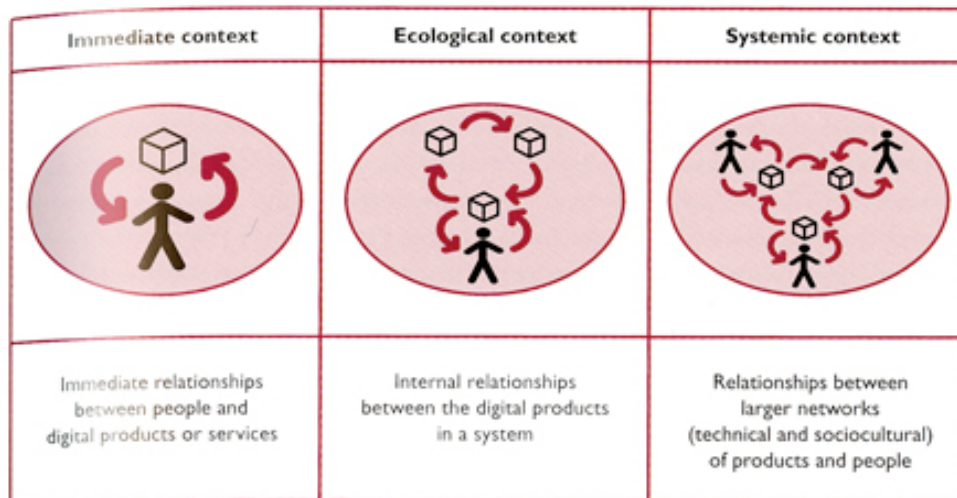 Immediate context
Ecological context
Systemic context
Immediate relationships
between people and
digital products or services
Internal relationships
between the digital products
in a system
Relationships between
larger networks
(technical and sociocultural)
of products and people